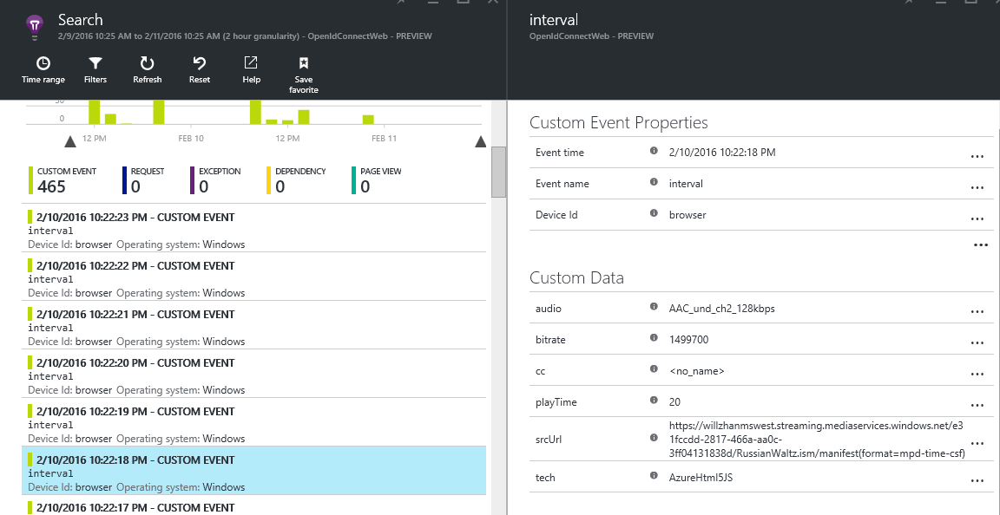 Search
2/9/2016 10:25 AM to 2/11/2016 10:25 AM (2 hour granularity) - OpenIdConnectWeb - PREVIEW
Time range
Filters
Refresh
Reset
Help
Save
favorite
50
0
12 PM
FEB 10
12 PM
FEB 11
CUSTOM EVENT
465
REQUEST
0
EXCEPTION
0
DEPENDENCY
0
PAGE VIEW
0
2/10/2016 10:22:23 PM - CUSTOM EVENT
interval
Device Id: browser Operating system: Windows
2/10/2016 10:22:22 PM - CUSTOM EVENT
interval
Device Id: browser Operating system: Windows
2/10/2016 10:22:21 PM - CUSTOM EVENT
interval
Device Id: browser Operating system: Windows
2/10/2016 10:22:20 PM - CUSTOM EVENT
interval
Device Id: browser Operating system: Windows
2/10/2016 10:22:19 PM - CUSTOM EVENT
interval
Device Id: browser Operating system: Windows
2/10/2016 10:22:18 PM - CUSTOM EVENT
interval
Device Id: browser Operating system: Windows
2/10/2016 10:22:17 PM - CUSTOM EVENT
interval
OpenIdConnectWeb - PREVIEW
Custom Event Properties
Event time 2/10/2016 10:22:18 PM ...
Event name interval ...
Device Id browser ...
...
Custom Data
audio AAC_und_ch2_128kbps ...
bitrate 1499700 ...
cc <no_name> ...
playTime 20 ...
srcUrl https://willzhanmswest.streaming.mediaservices.windows.net/e3
1fccdd-2817-466a-aa0c-
3ff04131838d/RussianWaltz.ism/manifest(format=mpd-time-csf) ...
tech AzureHtml5JS ...